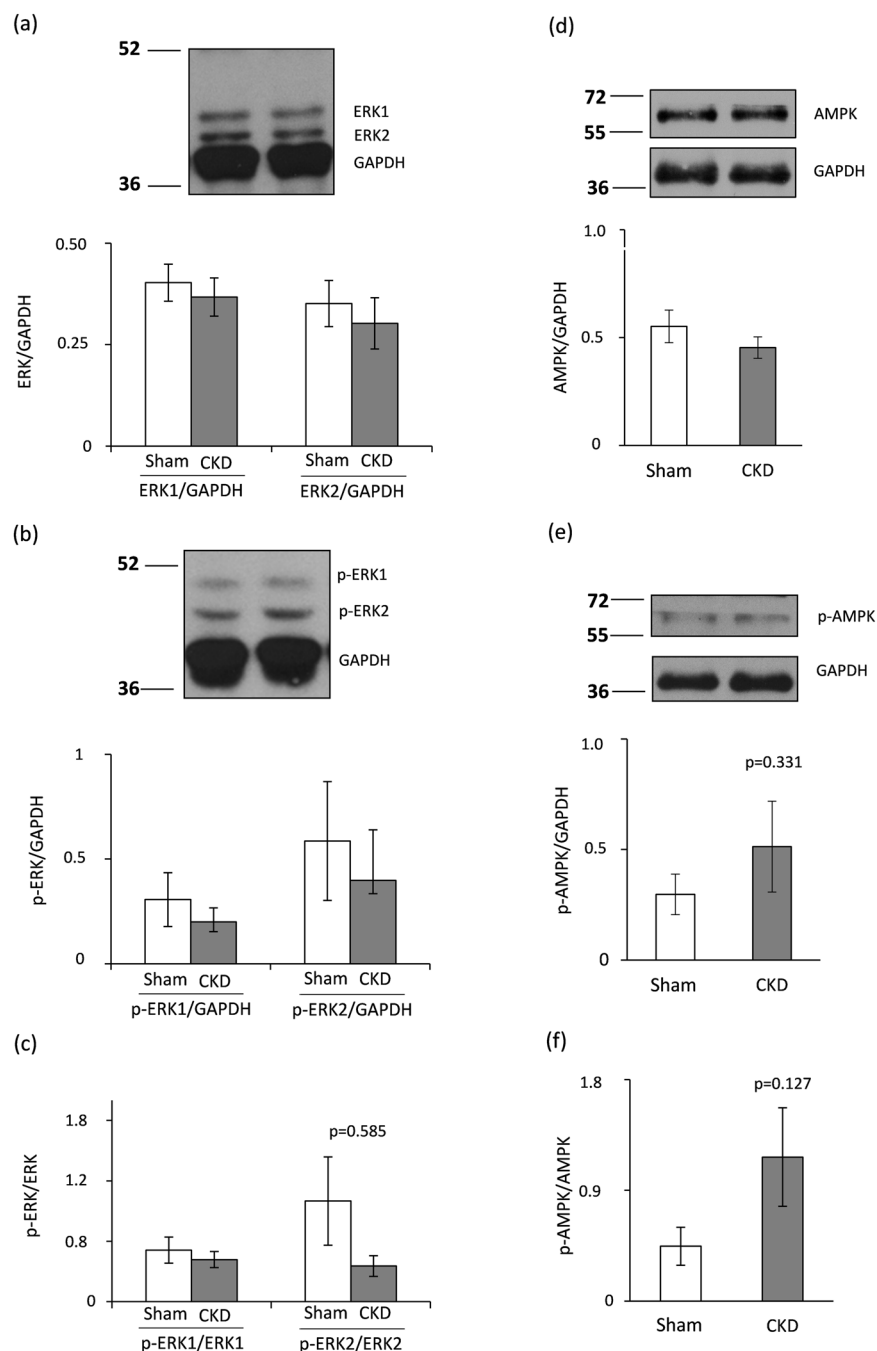 (a)
52
ERK1
ERK2
GAPDH
36
0.50
0.25
0
ERK/GAPDH
Sham CKD Sham CKD
ERK1/GAPDH ERK2/GAPDH
(b)
52
p-ERK1
p-ERK2
GAPDH
36
1
0.5
0
p-ERK/GAPDH
Sham CKD Sham CKD
p-ERK1/GAPDH p-ERK2/GAPDH
(c)
1.8
1.2
0.8
0
p-ERK/ERK
p=0.585
Sham CKD Sham CKD
p-ERK1/ERK1 p-ERK2/ERK2
(d)
72
55
AMPK
GAPDH
36
1.0
0.5
0
AMPK/GAPDH
Sham CKD
(e)
72
55
p-AMPK
GAPDH
36
1.0
0.5
0
p-AMPK/GAPDH
p=0.331
Sham CKD
(f)
1.8
0.9
0
p-AMPK/AMPK
p=0.127
Sham CKD